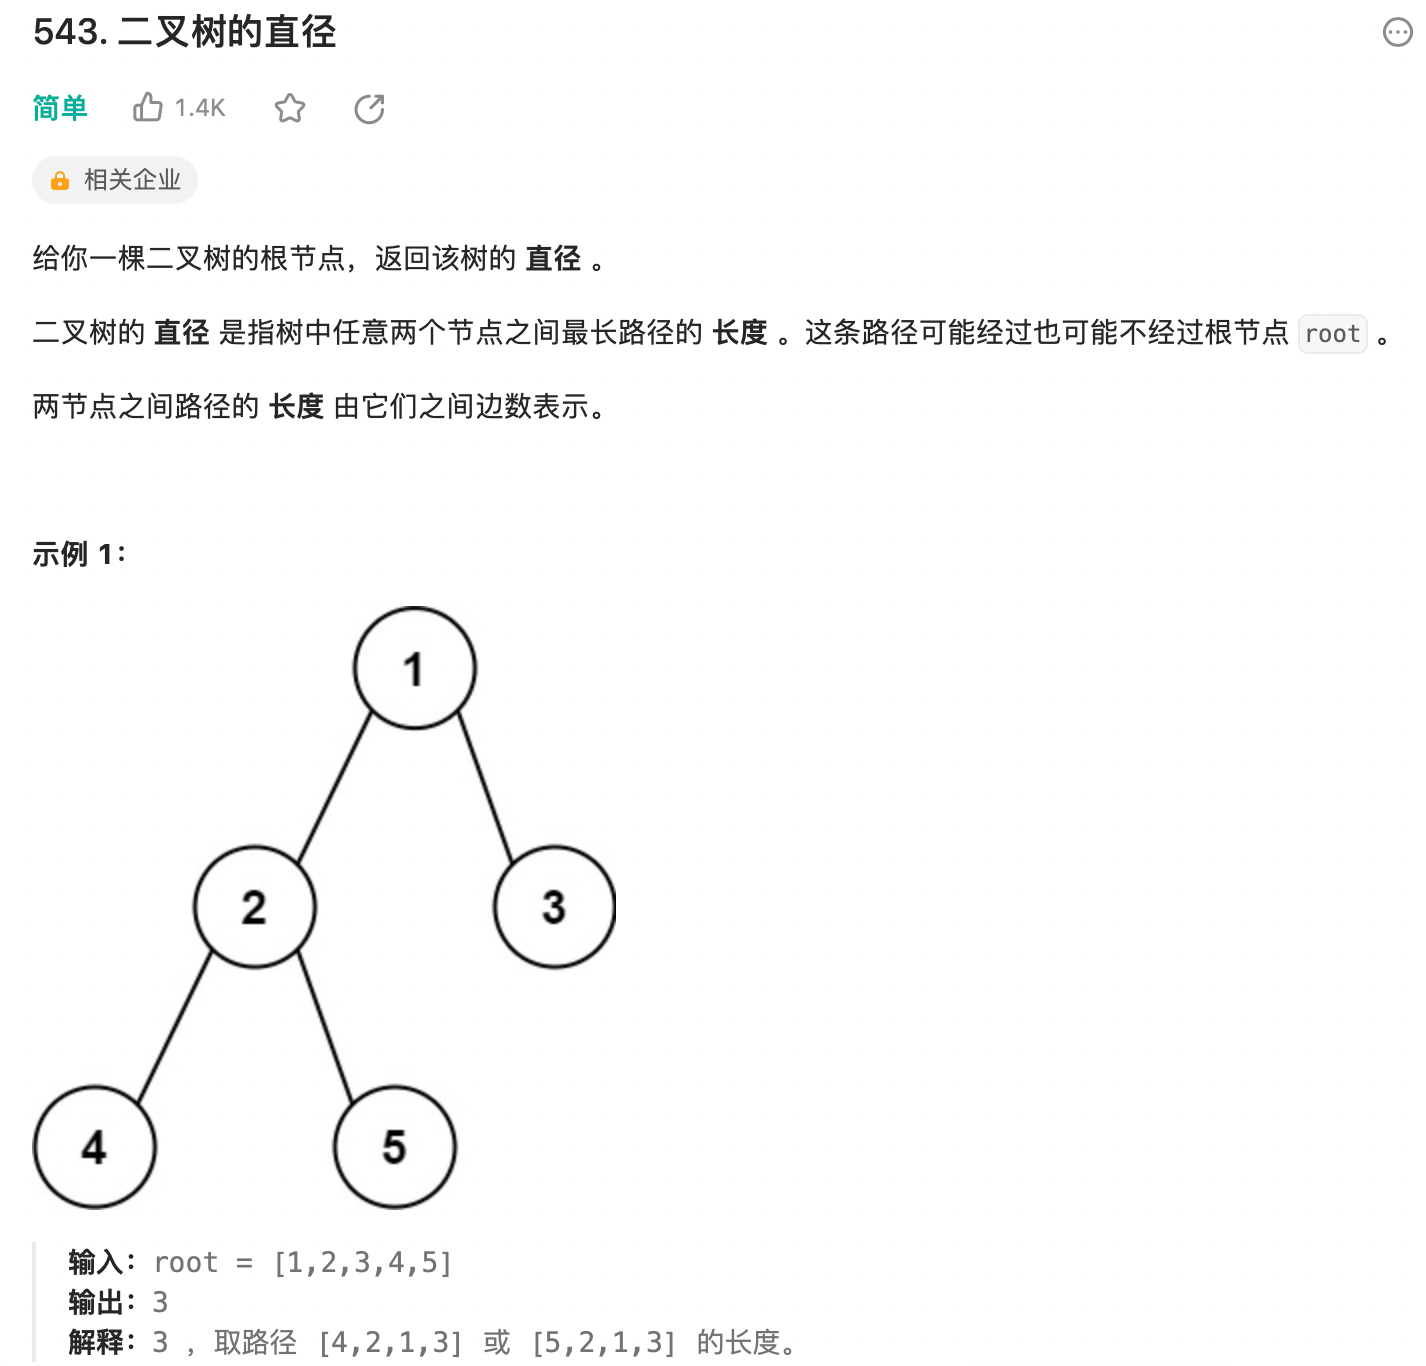 543. 二叉树的直径
简单 1.4K
相关企业
给你一棵二叉树的根节点，返回该树的 直径 。
二叉树的 直径 是指树中任意两个节点之间最长路径的 长度 。这条路径可能经过也可能不经过根节点 root 。
两节点之间路径的 长度 由它们之间边数表示。
示例 1：
1
2 3
4 5
输入：root = [1,2,3,4,5]
输出：3
解释：3 ，取路径 [4,2,1,3] 或 [5,2,1,3] 的长度。